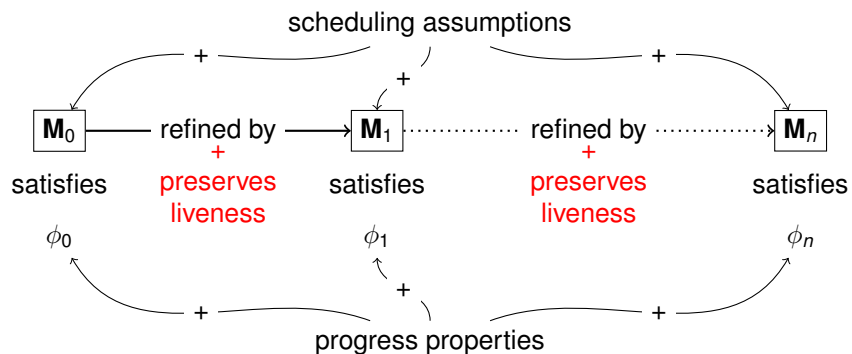 scheduling assumptions
+ + +
M0 refined by M1 refined by Mn
+ +
satisfies preserves satisfies preserves satisfies
liveness liveness
ϕ0 ϕ1 ϕn
+ + +
progress properties